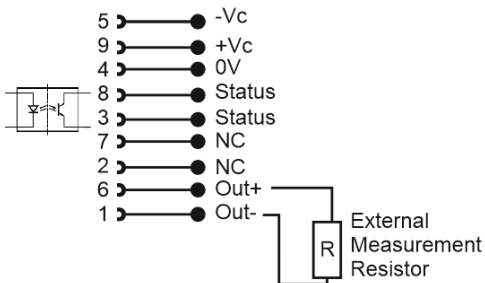 5 -Vc
9 +Vc
4 0V
8 Status
3 Status
7 NC
2 NC
6 Out+
1 Out-
R
External
Measurement
Resistor